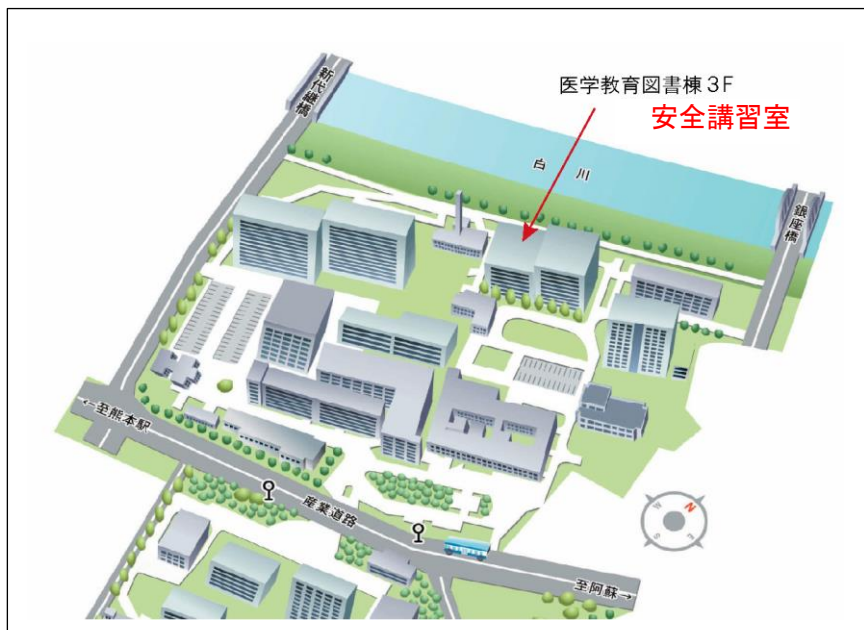 新代継橋
医学教育図書棟3F
安全講習室
白川
銀座橋
←至熊本駅
産業道路
至阿蘇→
N
E
S
W